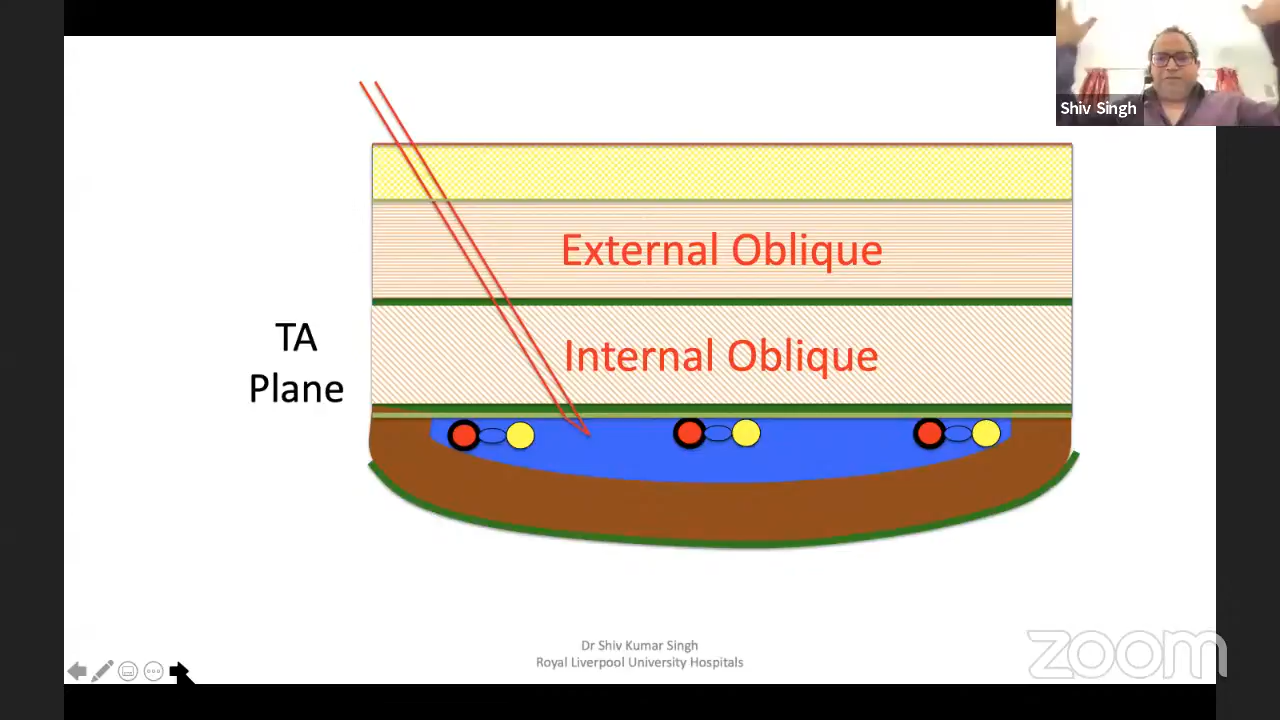 Shiv Singh
External Oblique
TA
Plane
Internal Oblique
Dr Shiv Kumar Singh
Royal Liverpool University Hospitals
zoom